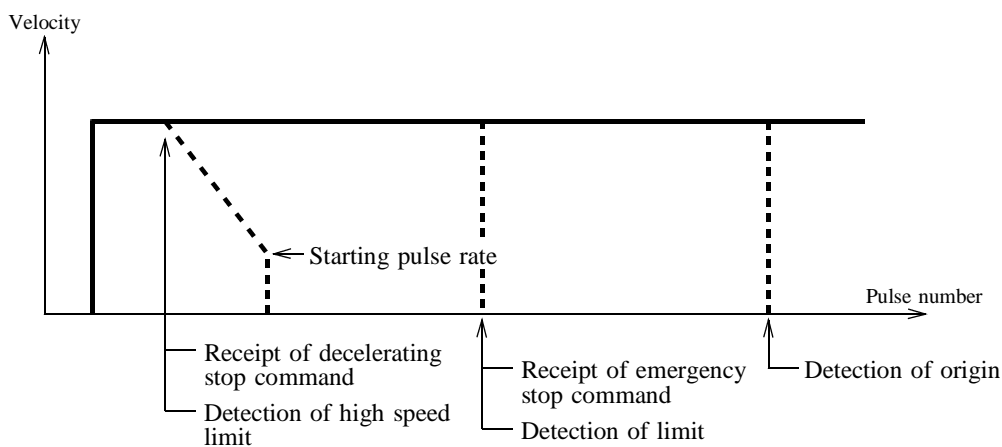 Velocity
Starting pulse rate
Pulse number
Receipt of decelerating
stop command
Detection of high speed
limit
Receipt of emergency
stop command
Detection of limit
Detection of origin